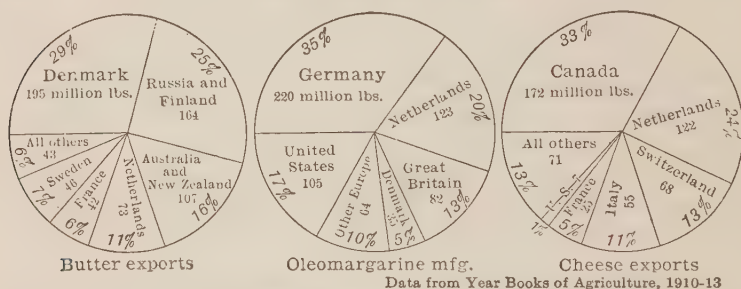 29%
25%
Denmark
195 million lbs.
Russia and
Finland
164
All others
43
6%
Sweden
46
7%
France
42
6%
Netherlands
73
11%
Australia
and
New Zealand
107
16%
Butter exports
35%
Germany
220 million lbs.
Netherlands
123
20%
United
States
105
17%
Other Europe
64
10%
Denmark
35
5%
Great
Britain
82
13%
Oleomargarine mfg.
33%
Canada
172 million lbs.
Netherlands
122
24%
All others
71
13%
U.S.
1%
France
25
5%
Italy
55
11%
Switzerland
68
13%
Cheese exports
Data from Year Books of Agriculture, 1910-13